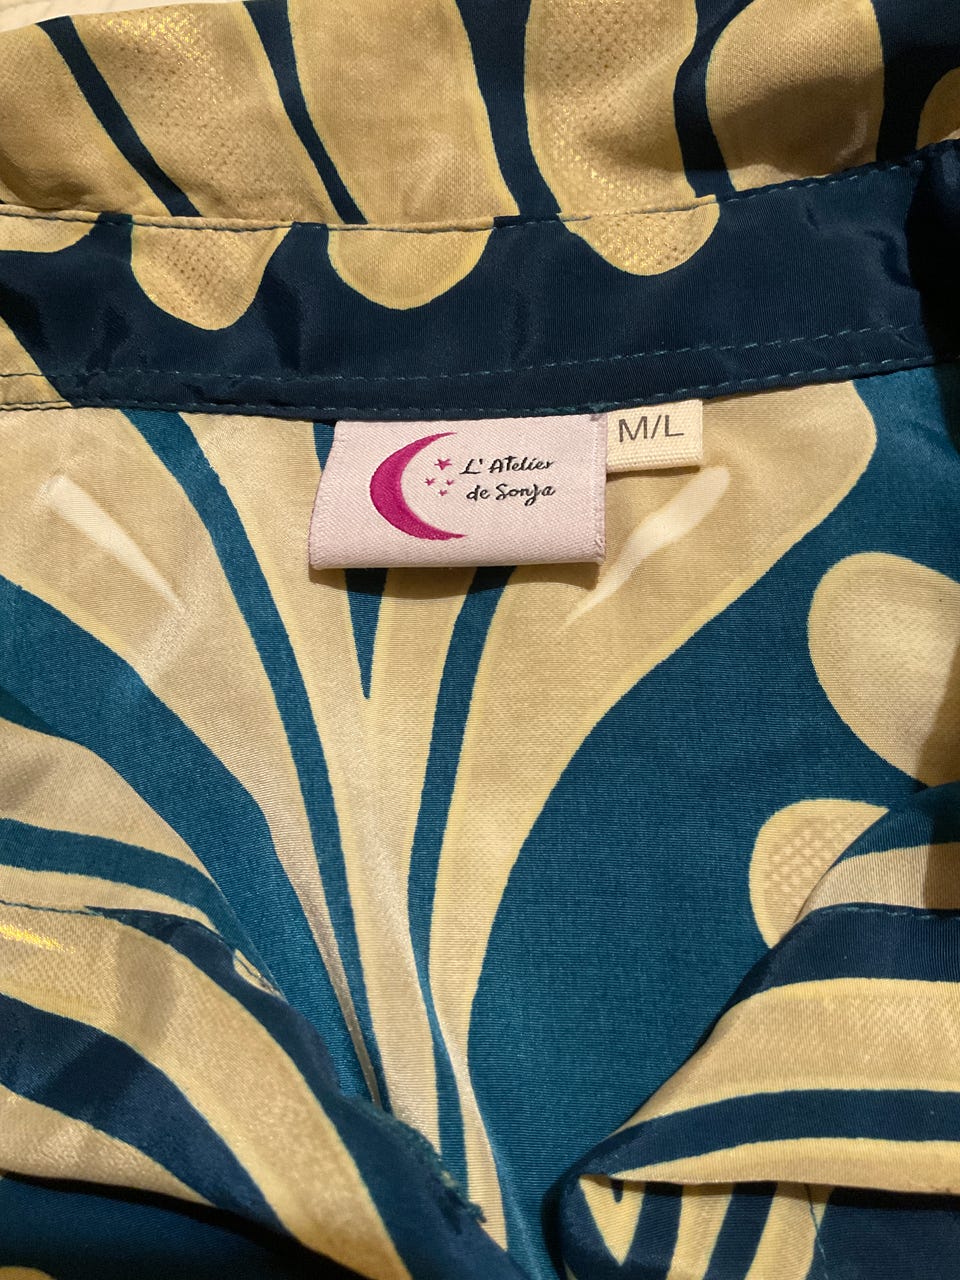 L' Atelier
de Sonja
M/L